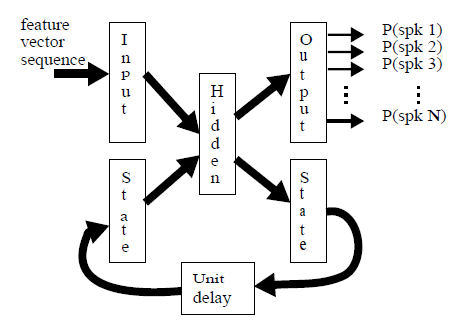 feature
vector
sequence
Input
State
Hidden
Output
State
P(spk 1)
P(spk 2)
P(spk 3)
P(spk N)
Unit
delay